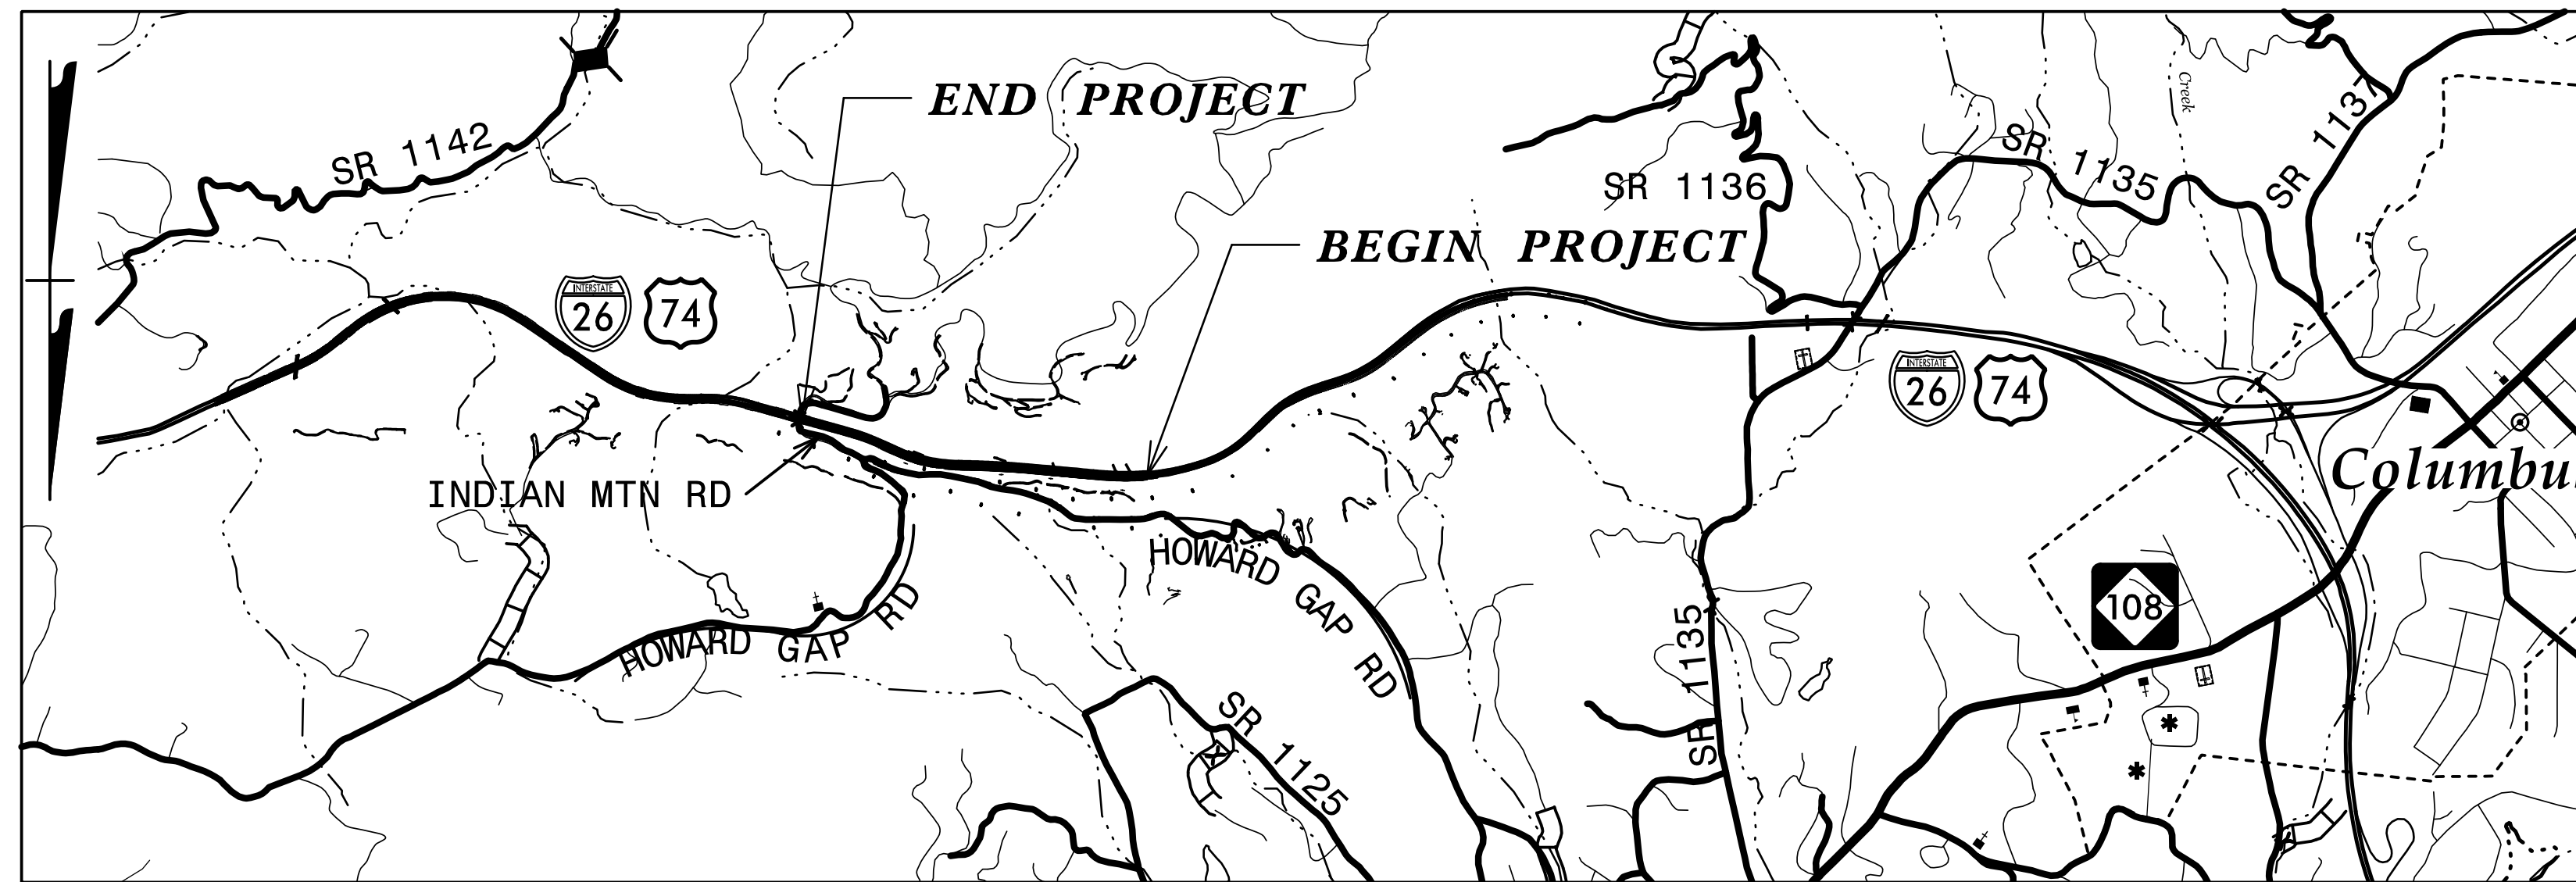 Creek
END PROJECT
SR 1142
SR 1137
SR 1135
SR 1136
BEGIN PROJECT
INTERSTATE
26
74
INTERSTATE
26
74
Columbu
INDIAN MTN RD
HOWARD GAP RD
HOWARD GAP RD
108
SR 1135
SR 1125